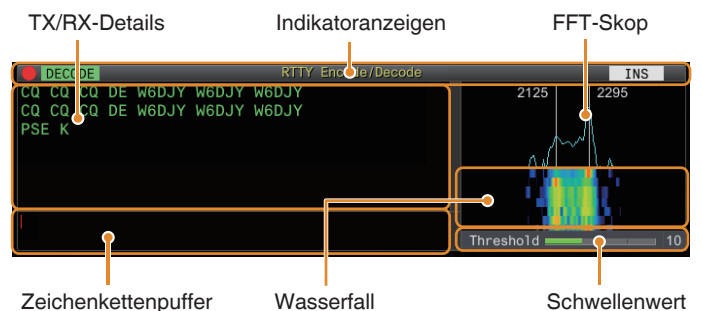 TX/RX-Details Indikatoranzeigen FFT-Skop
DECODE RTTY Encode/Decode INS
CQ CQ CQ DE W6DJY W6DJY W6DJY
CQ CQ CQ DE W6DJY W6DJY W6DJY
PSE K
2125 2295
Threshold 10
Zeichenkettenpuffer Wasserfall Schwellenwert